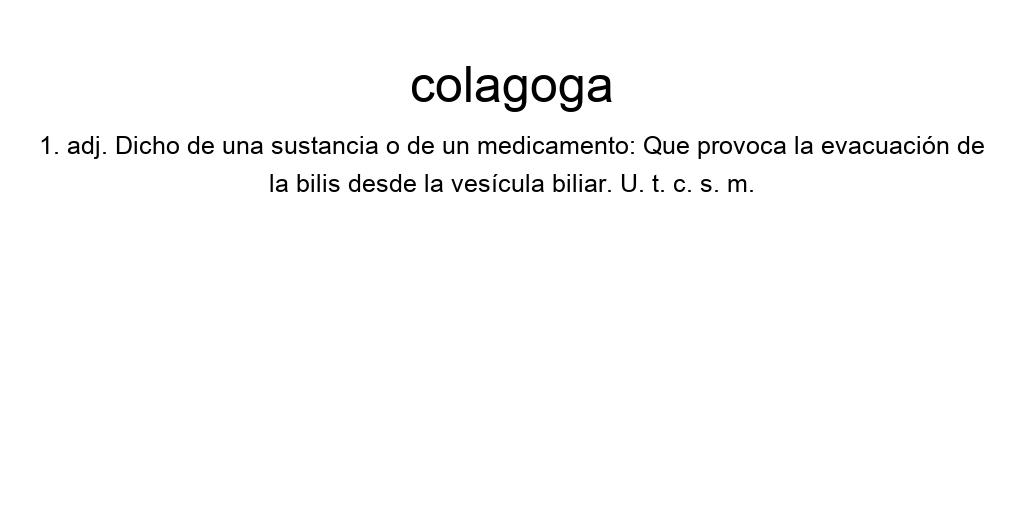 colagoga
1. adj. Dicho de una sustancia o de un medicamento: Que provoca la evacuación de
la bilis desde la vesícula biliar. U. t. c. s. m.